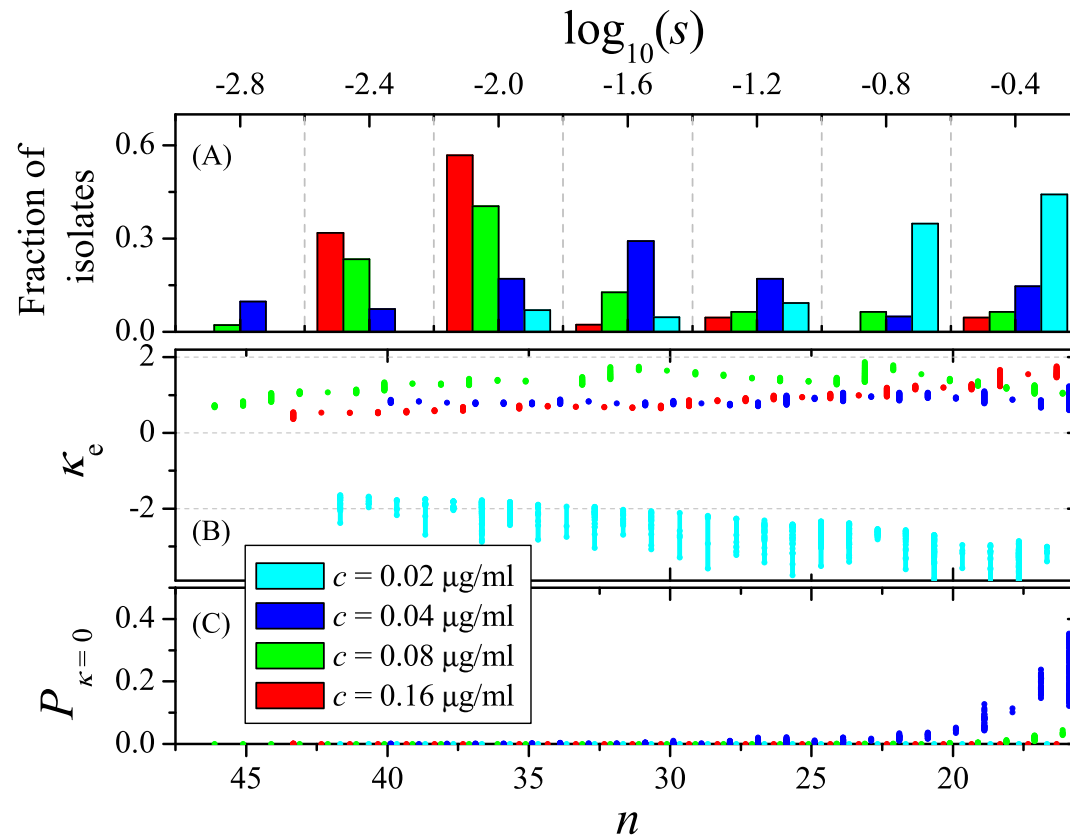 log10(s)
-2.8 -2.4 -2.0 -1.6 -1.2 -0.8 -0.4
(A)
Fraction of
isolates
0.6
0.3
0.0
2
0
-2
κe
(B)
c = 0.02 μg/ml
c = 0.04 μg/ml
c = 0.08 μg/ml
c = 0.16 μg/ml
(C)
Pκ = 0
0.4
0.2
0.0
45 40 35 30 25 20
n